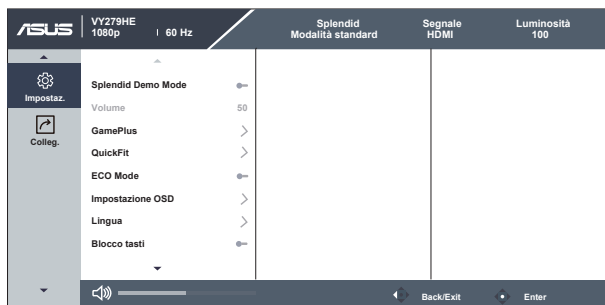 ASUS
VY279HE
1080p 60 Hz
Splendid
Modalità standard
Segnale
HDMI
Luminosità
100
Impostaz.
Colleg.
Splendid Demo Mode
Volume 50
GamePlus
QuickFit
ECO Mode
Impostazione OSD
Lingua
Blocco tasti
Back/Exit
Enter